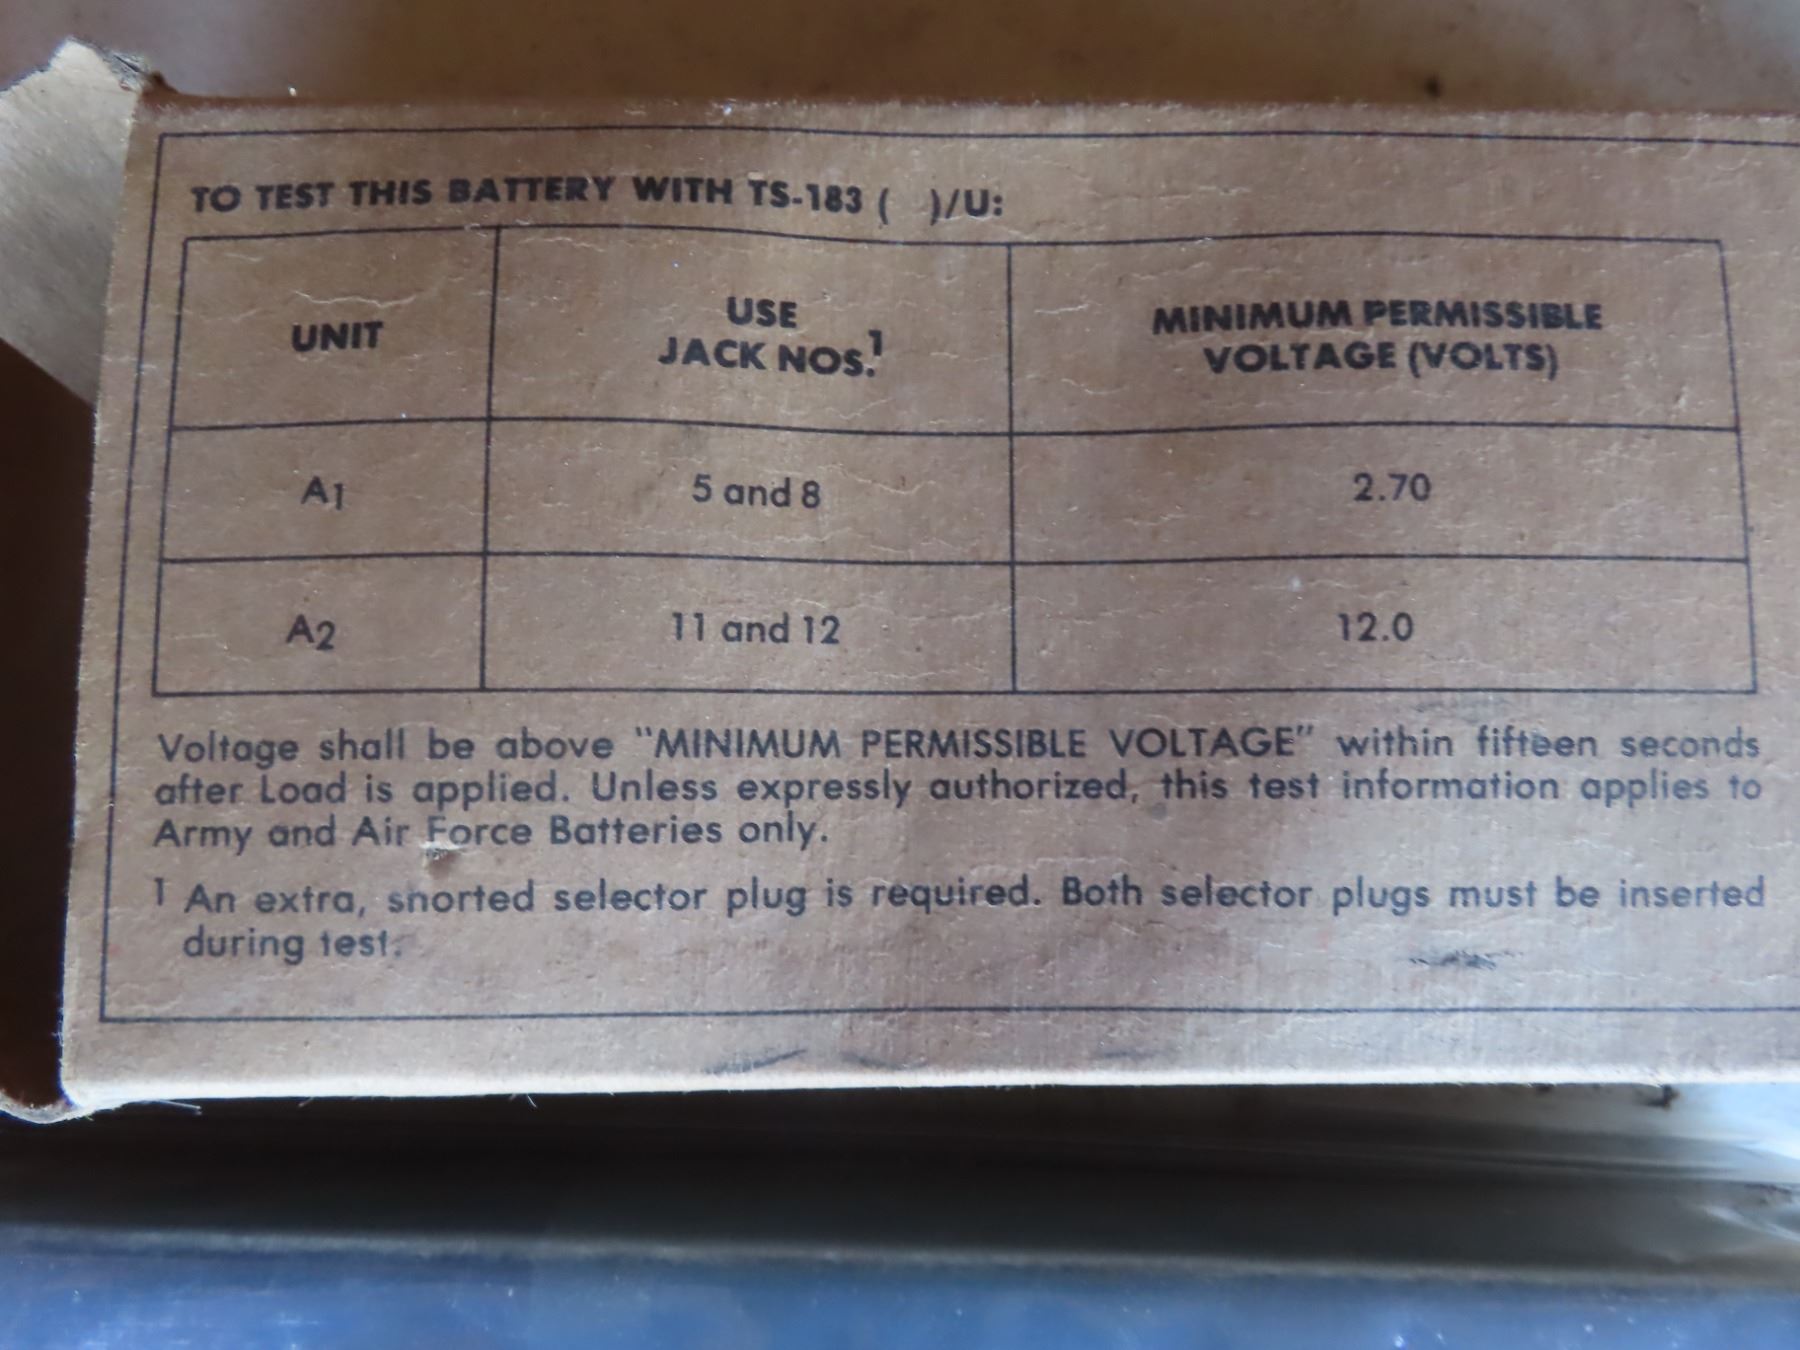 TO TEST THIS BATTERY WITH TS-183 ( )/U:
UNIT
USE
JACK NOS.¹
MINIMUM PERMISSIBLE
VOLTAGE (VOLTS)
A1 5 and 8 2.70
A2 11 and 12 12.0
Voltage shall be above "MINIMUM PERMISSIBLE VOLTAGE" within fifteen seconds
after Load is applied. Unless expressly authorized, this test information applies to
Army and Air Force Batteries only.
1 An extra, shorted selector plug is required. Both selector plugs must be inserted
during test.